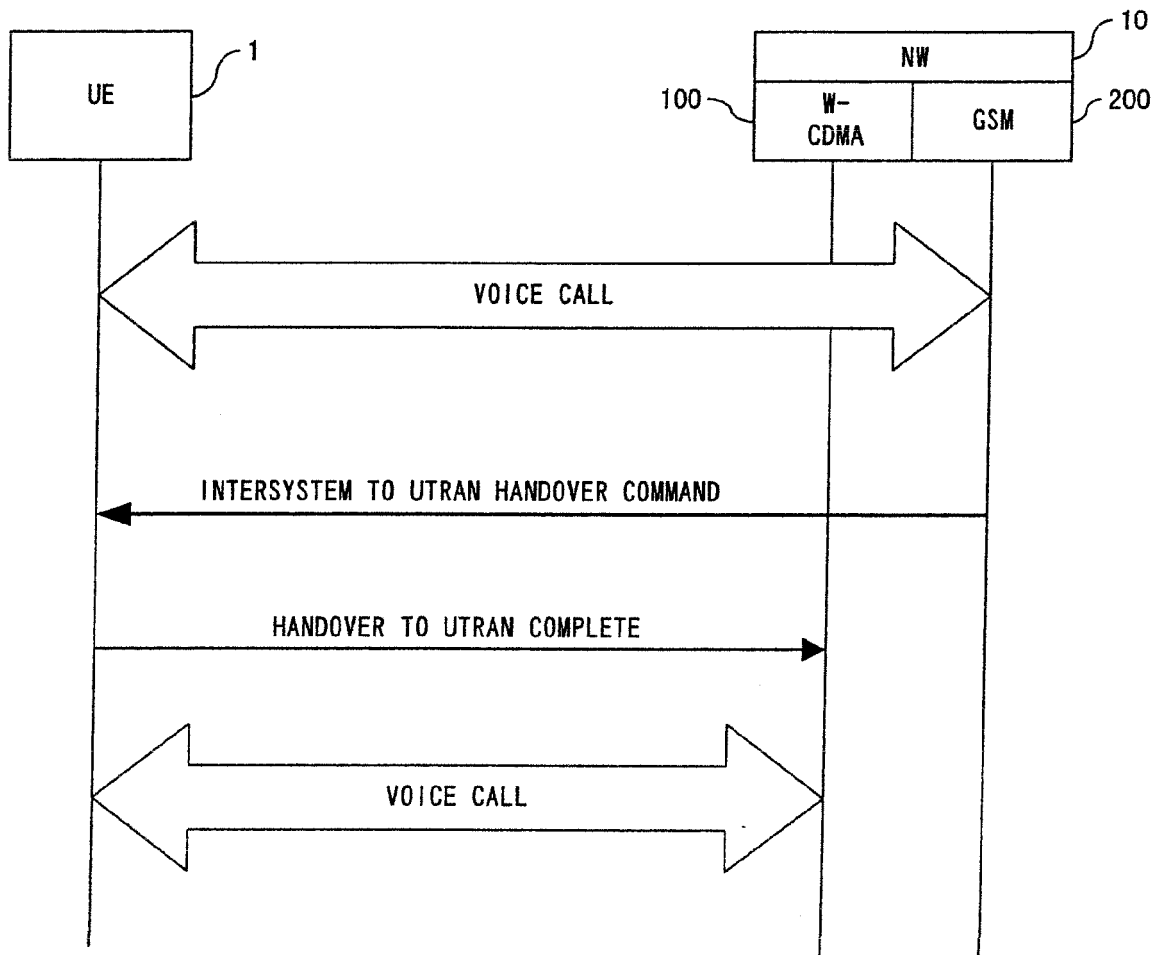 UE
1
NW
10
100
W-
CDMA
GSM
200
VOICE CALL
INTERSYSTEM TO UTRAN HANDOVER COMMAND
HANDOVER TO UTRAN COMPLETE
VOICE CALL